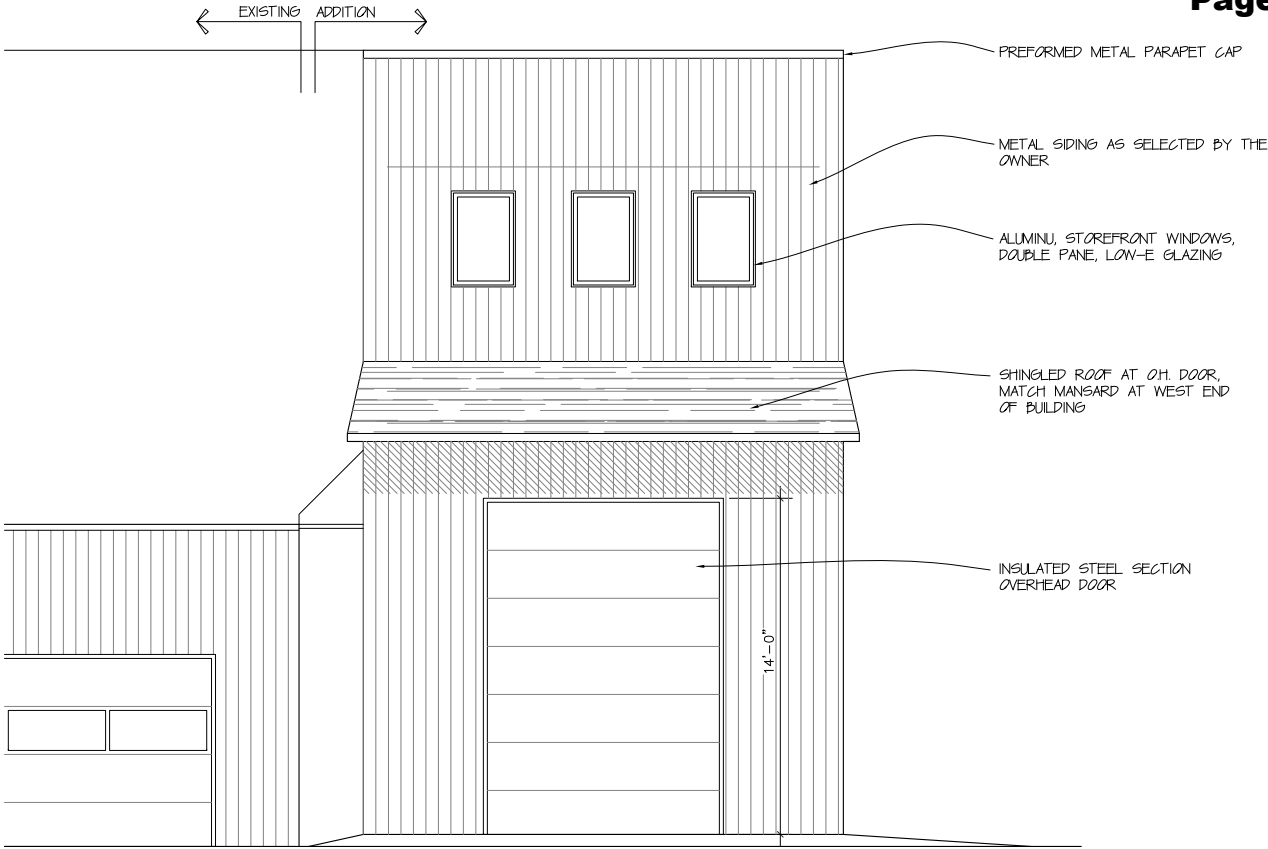 Page
EXISTING ADDITION
PREFORMED METAL PARAPET CAP
METAL SIDING AS SELECTED BY THE
OWNER
ALUMINU, STOREFRONT WINDOWS,
DOUBLE PANE, LOW-E GLAZING
SHINGLED ROOF AT O.H. DOOR,
MATCH MANSARD AT WEST END
OF BUILDING
INSULATED STEEL SECTION
OVERHEAD DOOR
14'-0"